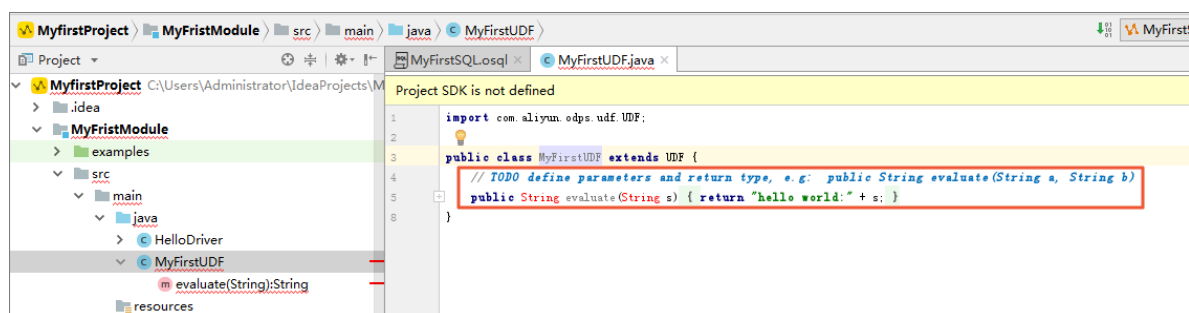 MyfirstProject MyFristModule src main java MyFirstUDF MyFirstS
Project MyFirstSQL.osql MyFirstUDF.java
MyfirstProject C:\Users\Administrator\IdeaProjects\M
Project SDK is not defined
.idea
MyFristModule
examples
src
main
java
HelloDriver
MyFirstUDF
evaluate(String):String
resources
1 import com.aliyun.odps.udf.UDF;
2
3 public class MyFirstUDF extends UDF {
4 // TODO define parameters and return type, e.g: public String evaluate(String a, String b)
5 public String evaluate(String s) { return "hello world:" + s; }
8 }